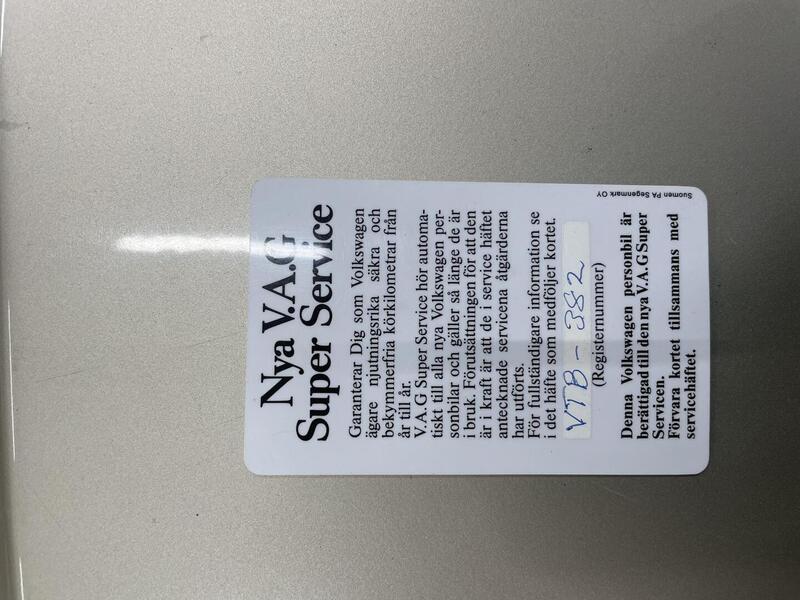 Nya V.A.G
Super Service
Garanterar Dig som Volkswagen
ägare njutningsrika säkra och
bekymmerfria körkilometrar från
år till år.
V.A.G Super Service hör automa-
tiskt till alla nya Volkswagen per-
sonbilar och gäller så länge de är
i bruk. Förutsättningen för att den
är i kraft är att de i service häftet
antecknade servicena åtgärderna
har utförts.
För fullständigare information se
i det häfte som medföljer kortet.
VTB-382
(Registernummer)
Denna Volkswagen personbil är
berättigad till den nya V.A.G Super
Servicen.
Förvara kortet tillsammans med
servicehäftet.
Suomen PA Segenmark OY